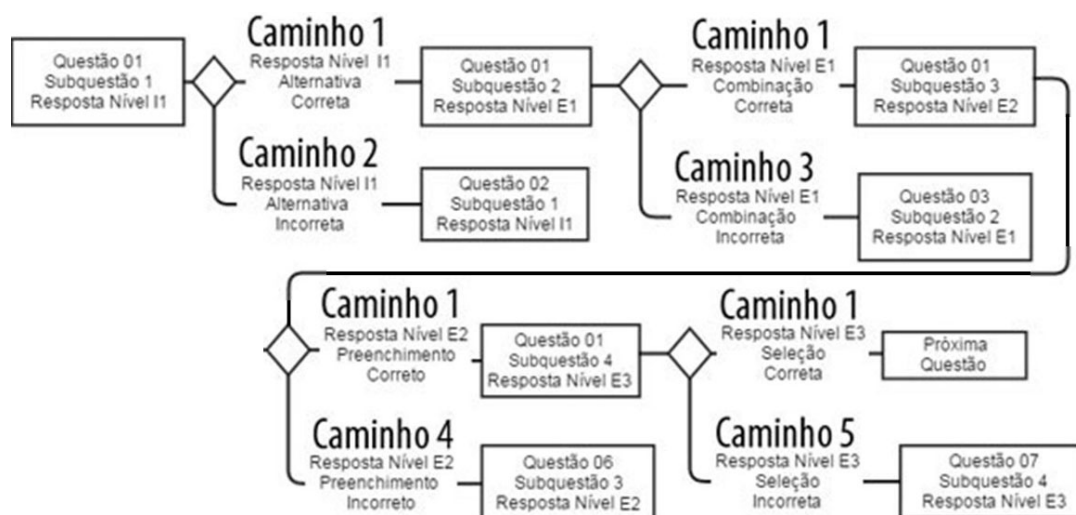 Questão 01
Subquestão 1
Resposta Nível I1
Caminho 1
Resposta Nível I1
Alternativa
Correta
Questão 01
Subquestão 2
Resposta Nível E1
Caminho 1
Resposta Nível E1
Combinação
Correta
Questão 01
Subquestão 3
Resposta Nível E2
Caminho 2
Resposta Nível I1
Alternativa
Incorreta
Questão 02
Subquestão 1
Resposta Nível I1
Caminho 3
Resposta Nível E1
Combinação
Incorreta
Questão 03
Subquestão 2
Resposta Nível E1
Caminho 1
Resposta Nível E2
Preenchimento
Correto
Questão 01
Subquestão 4
Resposta Nível E3
Caminho 1
Resposta Nível E3
Seleção
Correta
Próxima
Questão
Caminho 4
Resposta Nível E2
Preenchimento
Incorreto
Questão 06
Subquestão 3
Resposta Nível E2
Caminho 5
Resposta Nível E3
Seleção
Incorreta
Questão 07
Subquestão 4
Resposta Nível E3